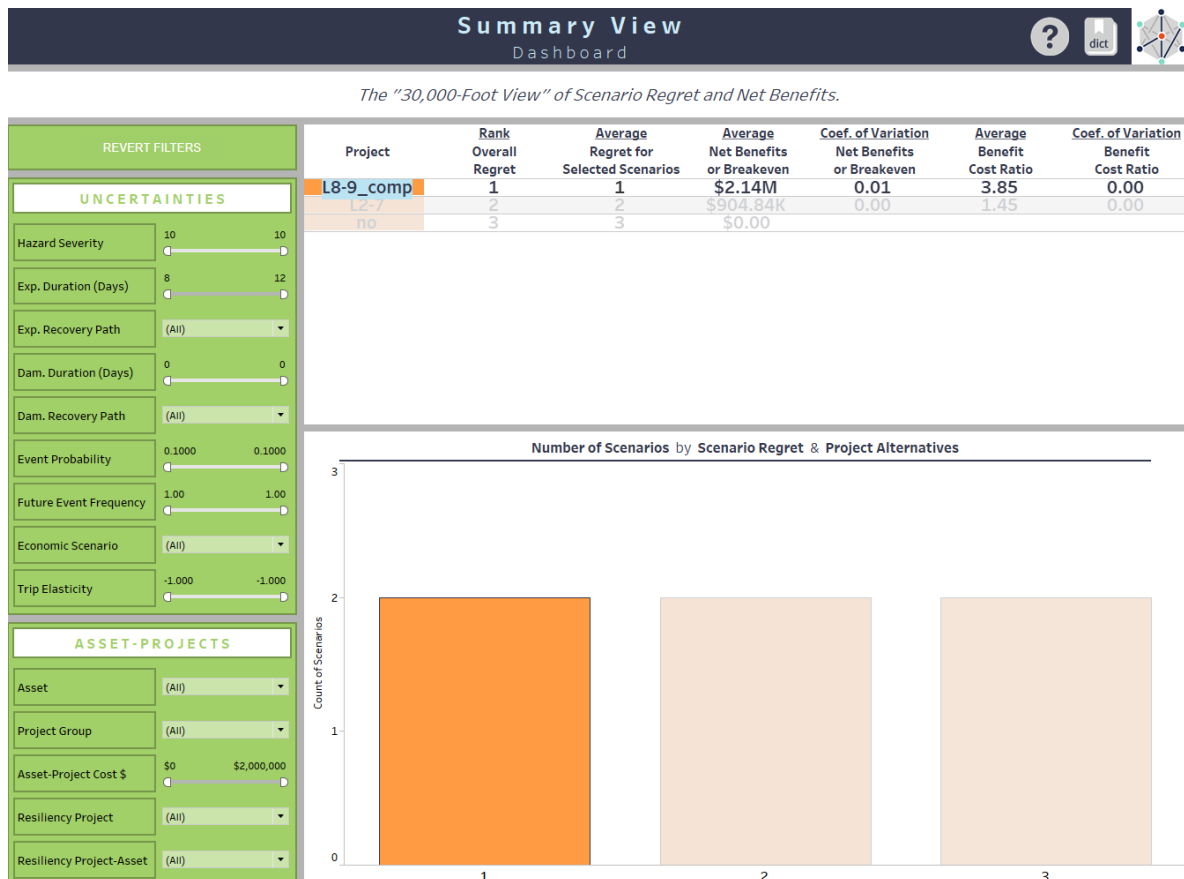 Summary View
Dashboard
?
dict
The "30,000-Foot View" of Scenario Regret and Net Benefits.
REVERT FILTERS
UNCERTAINTIES
Hazard Severity
10 10
Exp. Duration (Days)
8 12
Exp. Recovery Path
(All)
Dam. Duration (Days)
0 0
Dam. Recovery Path
(All)
Event Probability
0.1000 0.1000
Future Event Frequency
1.00 1.00
Economic Scenario
(All)
Trip Elasticity
-1.000 -1.000
ASSET-PROJECTS
Asset
(All)
Project Group
(All)
Asset-Project Cost $
$0 $2,000,000
Resiliency Project
(All)
Resiliency Project-Asset
(All)
Rank Average Average Coef. of Variation Average Coef. of Variation
Project Overall Regret for Net Benefits Net Benefits Benefit Benefit
Regret Selected Scenarios or Breakeven or Breakeven Cost Ratio Cost Ratio
L8-9_comp 1 1 $2.14M 0.01 3.85 0.00
L2-7 2 2 $904.84K 0.00 1.45 0.00
no 3 3 $0.00
Number of Scenarios by Scenario Regret & Project Alternatives
Count of Scenarios
3
2
1
0
1 2 3